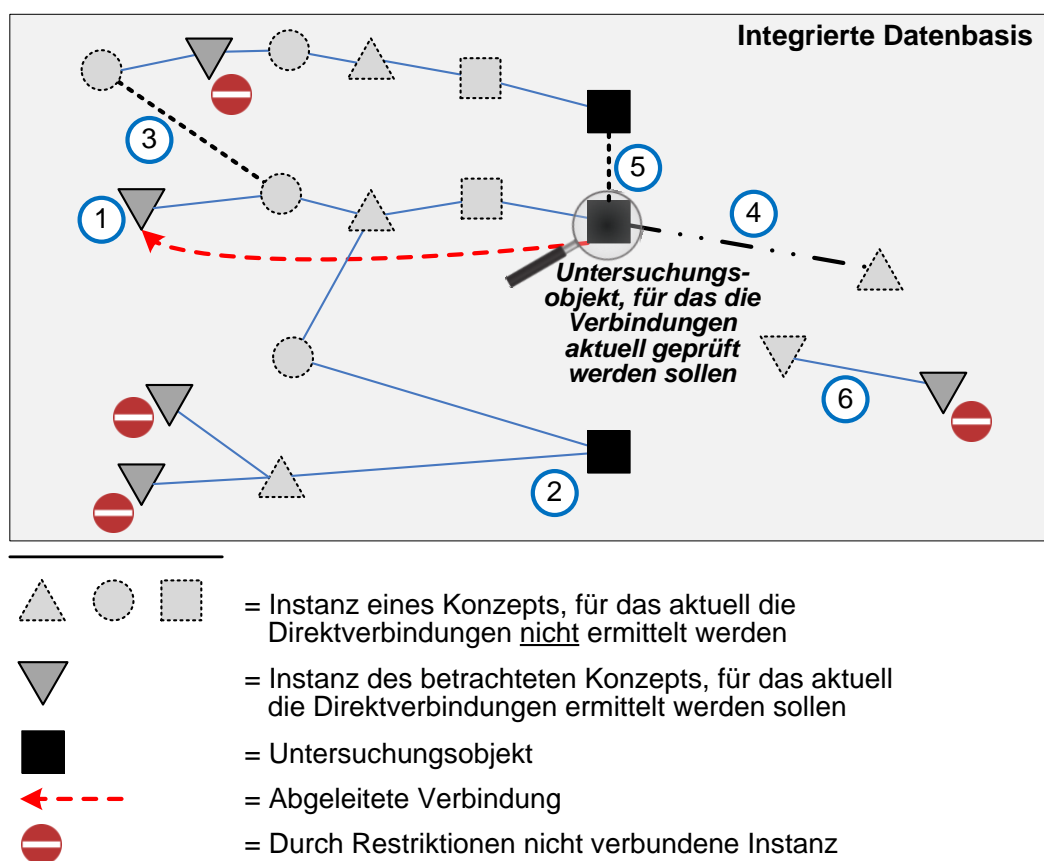 Integrierte Datenbasis
3
5
1
4
Untersuchungs-
objekt, für das die
Verbindungen
aktuell geprüft
werden sollen
6
2
= Instanz eines Konzepts, für das aktuell die
Direktverbindungen nicht ermittelt werden
= Instanz des betrachteten Konzepts, für das aktuell
die Direktverbindungen ermittelt werden sollen
= Untersuchungsobjekt
= Abgeleitete Verbindung
= Durch Restriktionen nicht verbundene Instanz